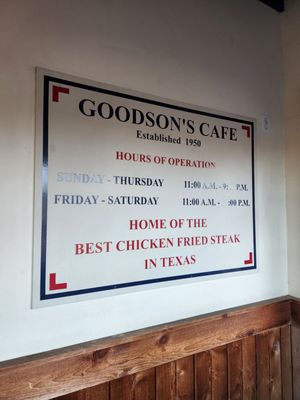 GOODSON'S CAFE
Established 1950
HOURS OF OPERATION
SUNDAY - THURSDAY 11:00 A.M. - 9: P.M.
FRIDAY - SATURDAY 11:00 A.M. - :00 P.M.
HOME OF THE
BEST CHICKEN FRIED STEAK
IN TEXAS